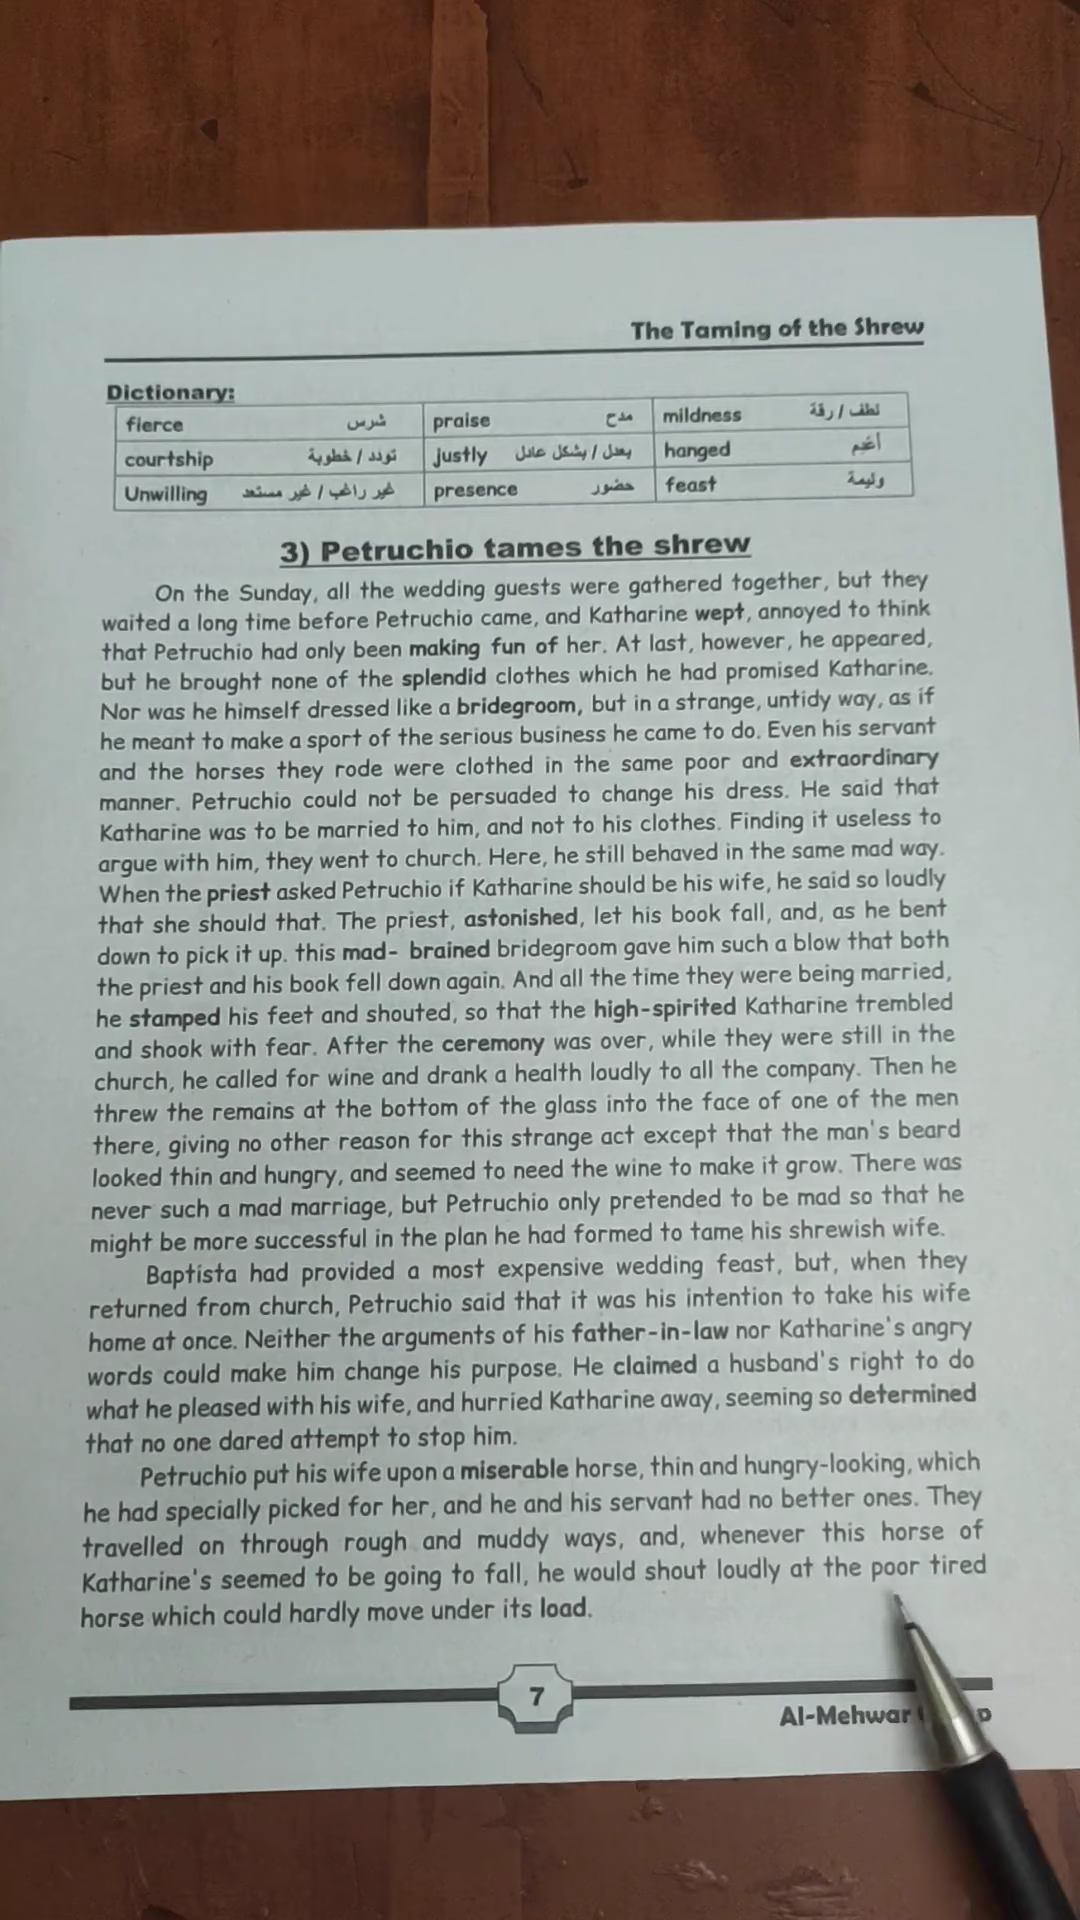 The Taming of the Shrew
Dictionary:
fierce شرس praise مدح mildness لطف / رقة
courtship تودد / خطوبة justly بعدل / بشكل عادل hanged
Unwilling غير راغب / غير مستعد presence حضور feast وليمة
3) Petruchio tames the shrew
On the Sunday, all the wedding guests were gathered together, but they
waited a long time before Petruchio came, and Katharine wept, annoyed to think
that Petruchio had only been making fun of her. At last, however, he appeared,
but he brought none of the splendid clothes which he had promised Katharine.
Nor was he himself dressed like a bridegroom, but in a strange, untidy way, as if
he meant to make a sport of the serious business he came to do. Even his servant
and the horses they rode were clothed in the same poor and extraordinary
manner. Petruchio could not be persuaded to change his dress. He said that
Katharine was to be married to him, and not to his clothes. Finding it useless to
argue with him, they went to church. Here, he still behaved in the same mad way.
When the priest asked Petruchio if Katharine should be his wife, he said so loudly
that she should that. The priest, astonished, let his book fall, and, as he bent
down to pick it up. this mad- brained bridegroom gave him such a blow that both
the priest and his book fell down again. And all the time they were being married,
he stamped his feet and shouted, so that the high-spirited Katharine trembled
and shook with fear. After the ceremony was over, while they were still in the
church, he called for wine and drank a health loudly to all the company. Then he
threw the remains at the bottom of the glass into the face of one of the men
there, giving no other reason for this strange act except that the man's beard
looked thin and hungry, and seemed to need the wine to make it grow. There was
never such a mad marriage, but Petruchio only pretended to be mad so that he
might be more successful in the plan he had formed to tame his shrewish wife.
Baptista had provided a most expensive wedding feast, but, when they
returned from church, Petruchio said that it was his intention to take his wife
home at once. Neither the arguments of his father-in-law nor Katharine's angry
words could make him change his purpose. He claimed a husband's right to do
what he pleased with his wife, and hurried Katharine away, seeming so determined
that no one dared attempt to stop him.
Petruchio put his wife upon a miserable horse, thin and hungry-looking, which
he had specially picked for her, and he and his servant had no better ones. They
travelled on through rough and muddy ways, and, whenever this horse of
Katharine's seemed to be going to fall, he would shout loudly at the poor tired
horse which could hardly move under its load.
7
Al-Mehwar